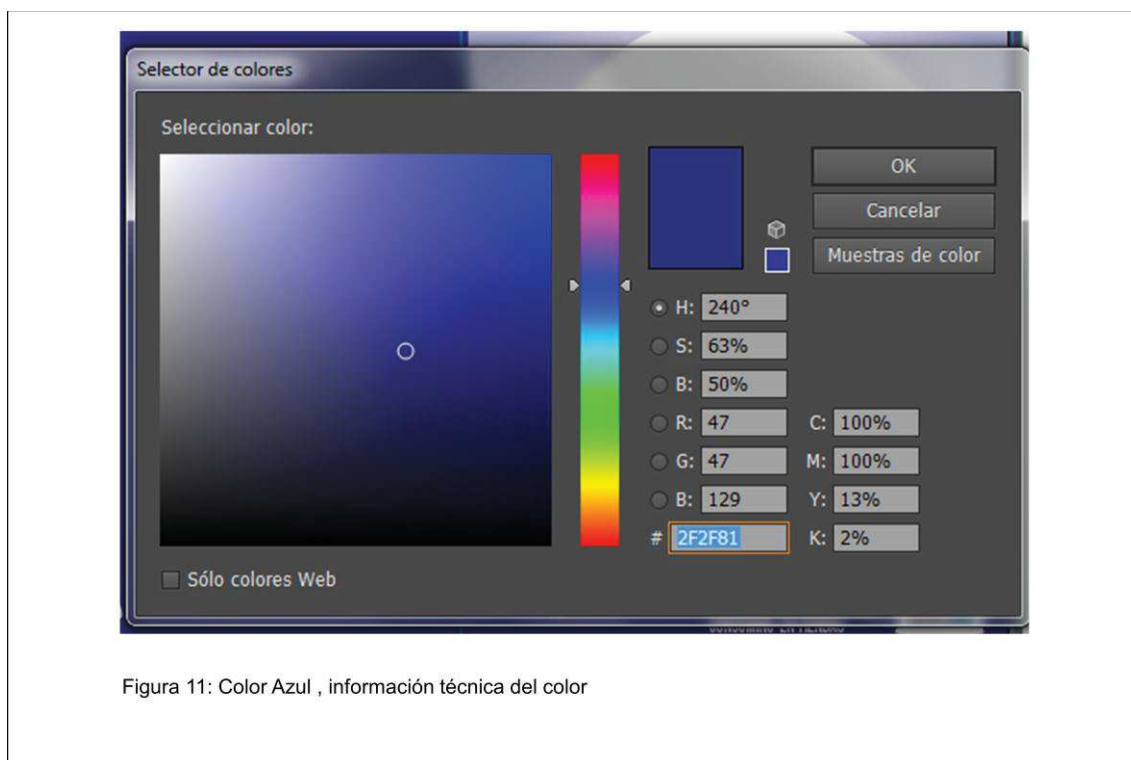 Selector de colores
Seleccionar color:
OK
Cancelar
Muestras de color
H: 240°
S: 63%
B: 50%
R: 47 C: 100%
G: 47 M: 100%
B: 129 Y: 13%
# 2F2F81 K: 2%
Sólo colores Web
Figura 11: Color Azul , información técnica del color